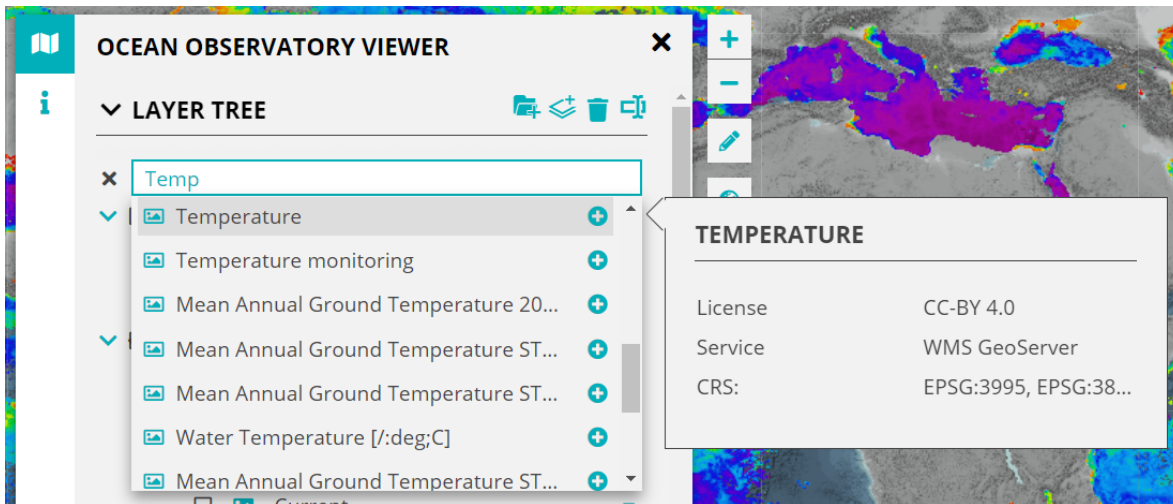 OCEAN OBSERVATORY VIEWER
LAYER TREE
Temp
Temperature
Temperature monitoring
Mean Annual Ground Temperature 20...
Mean Annual Ground Temperature ST...
Mean Annual Ground Temperature ST...
Water Temperature [/:deg;C]
Mean Annual Ground Temperature ST...
Current
TEMPERATURE
License CC-BY 4.0
Service WMS GeoServer
CRS: EPSG:3995, EPSG:38...